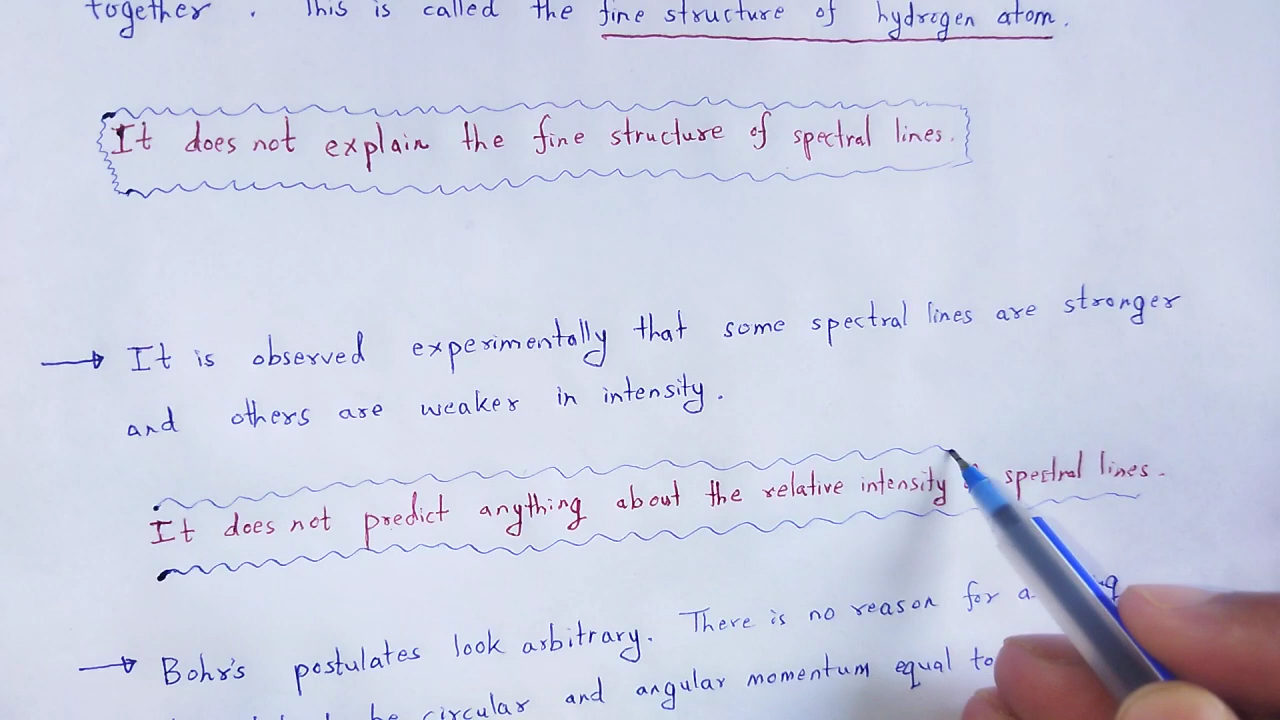 together. This is called the fine structure of hydrogen atom.
It does not explain the fine structure of spectral lines.
→ It is observed experimentally that some spectral lines are stronger
and others are weaker in intensity.
It does not predict anything about the relative intensity spectral lines.
→ Bohr's postulates look arbitrary. There is no reason for
circular and angular momentum equal to